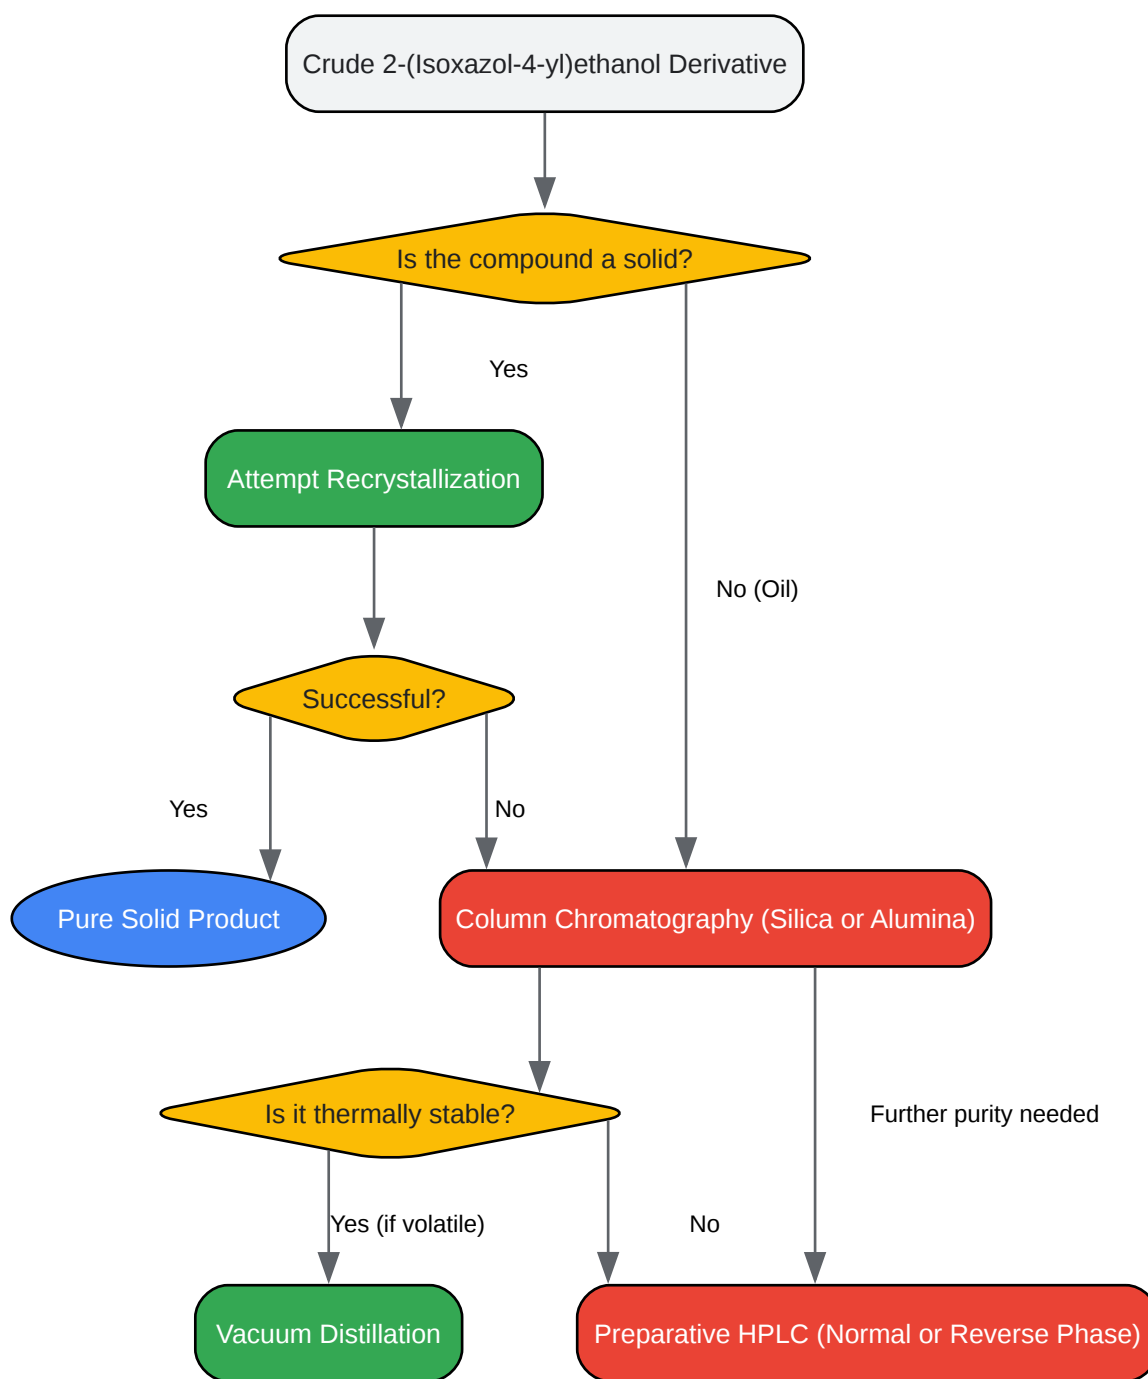 Crude 2-(Isoxazol-4-yl)ethanol Derivative
Is the compound a solid?
Yes
Attempt Recrystallization
No (Oil)
Successful?
Yes
No
Pure Solid Product
Column Chromatography (Silica or Alumina)
Is it thermally stable?
Further purity needed
Yes (if volatile)
No
Vacuum Distillation
Preparative HPLC (Normal or Reverse Phase)